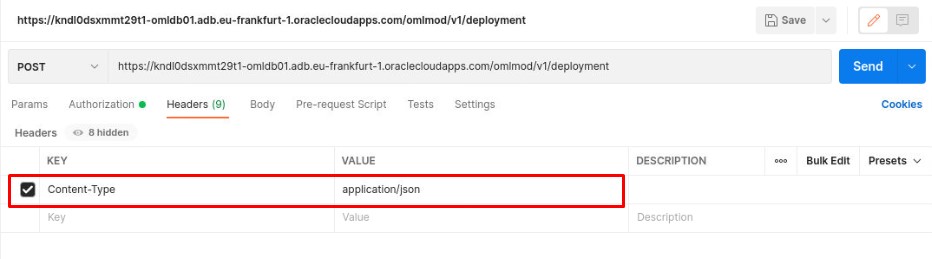 https://kndl0dsxmmt29t1-omldb01.adb.eu-frankfurt-1.oraclecloudapps.com/omlmod/v1/deployment Save
POST https://kndl0dsxmmt29t1-omldb01.adb.eu-frankfurt-1.oraclecloudapps.com/omlmod/v1/deployment Send
Params Authorization Headers (9) Body Pre-request Script Tests Settings Cookies
Headers 8 hidden
KEY VALUE DESCRIPTION ooo Bulk Edit Presets
Content-Type application/json
Key Value Description